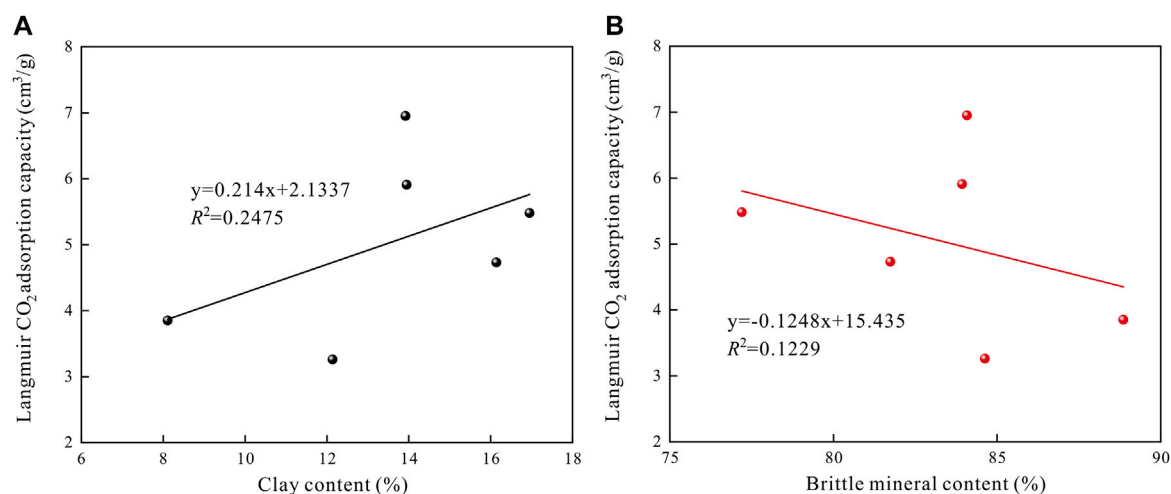 A
Langmuir CO₂ adsorption capacity (cm³/g)
8
7
6
5
4
3
2
y=0.214x+2.1337
R²=0.2475
6 8 10 12 14 16 18
Clay content (%)
B
Langmuir CO₂ adsorption capacity (cm³/g)
8
7
6
5
4
3
2
y=-0.1248x+15.435
R²=0.1229
75 80 85 90
Brittle mineral content (%)